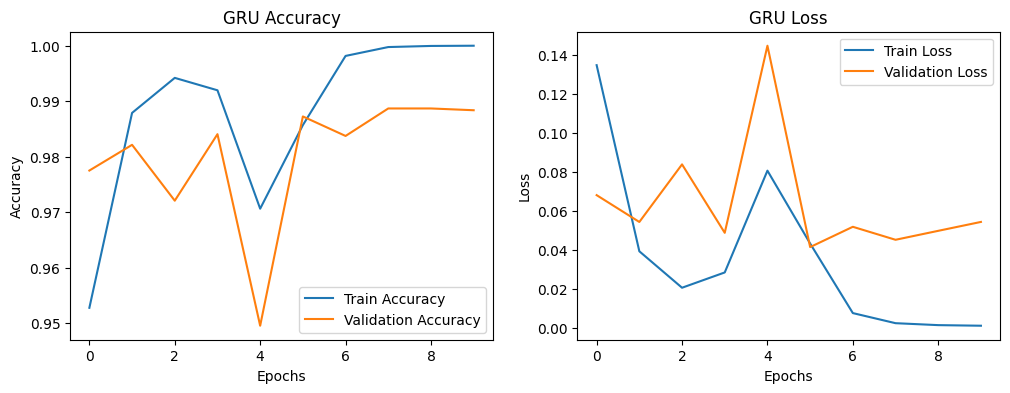 GRU Accuracy
1.00
0.99
0.98
0.97
0.96
0.95
Accuracy
0 2 4 6 8
Epochs
Train Accuracy
Validation Accuracy
GRU Loss
0.14
0.12
0.10
0.08
0.06
0.04
0.02
0.00
Loss
0 2 4 6 8
Epochs
Train Loss
Validation Loss